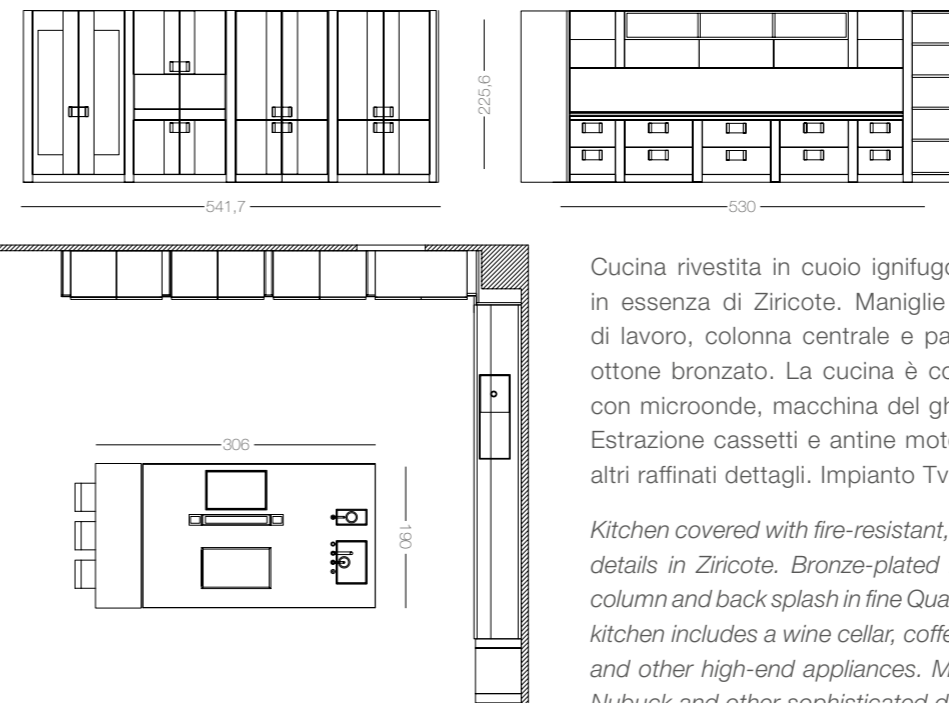 225,6
541,7
530
306
190
Cucina rivestita in cuoio ignifugo
in essenza di Ziricote. Maniglie
di lavoro, colonna centrale e pa
ottone bronzato. La cucina è co
con microonde, macchina del gh
Estrazione cassetti e antine moto
altri raffinati dettagli. Impianto Tv
Kitchen covered with fire-resistant,
details in Ziricote. Bronze-plated
column and back splash in fine Qua
kitchen includes a wine cellar, coffe
and other high-end appliances. M
Nubuck and other sophisticated d